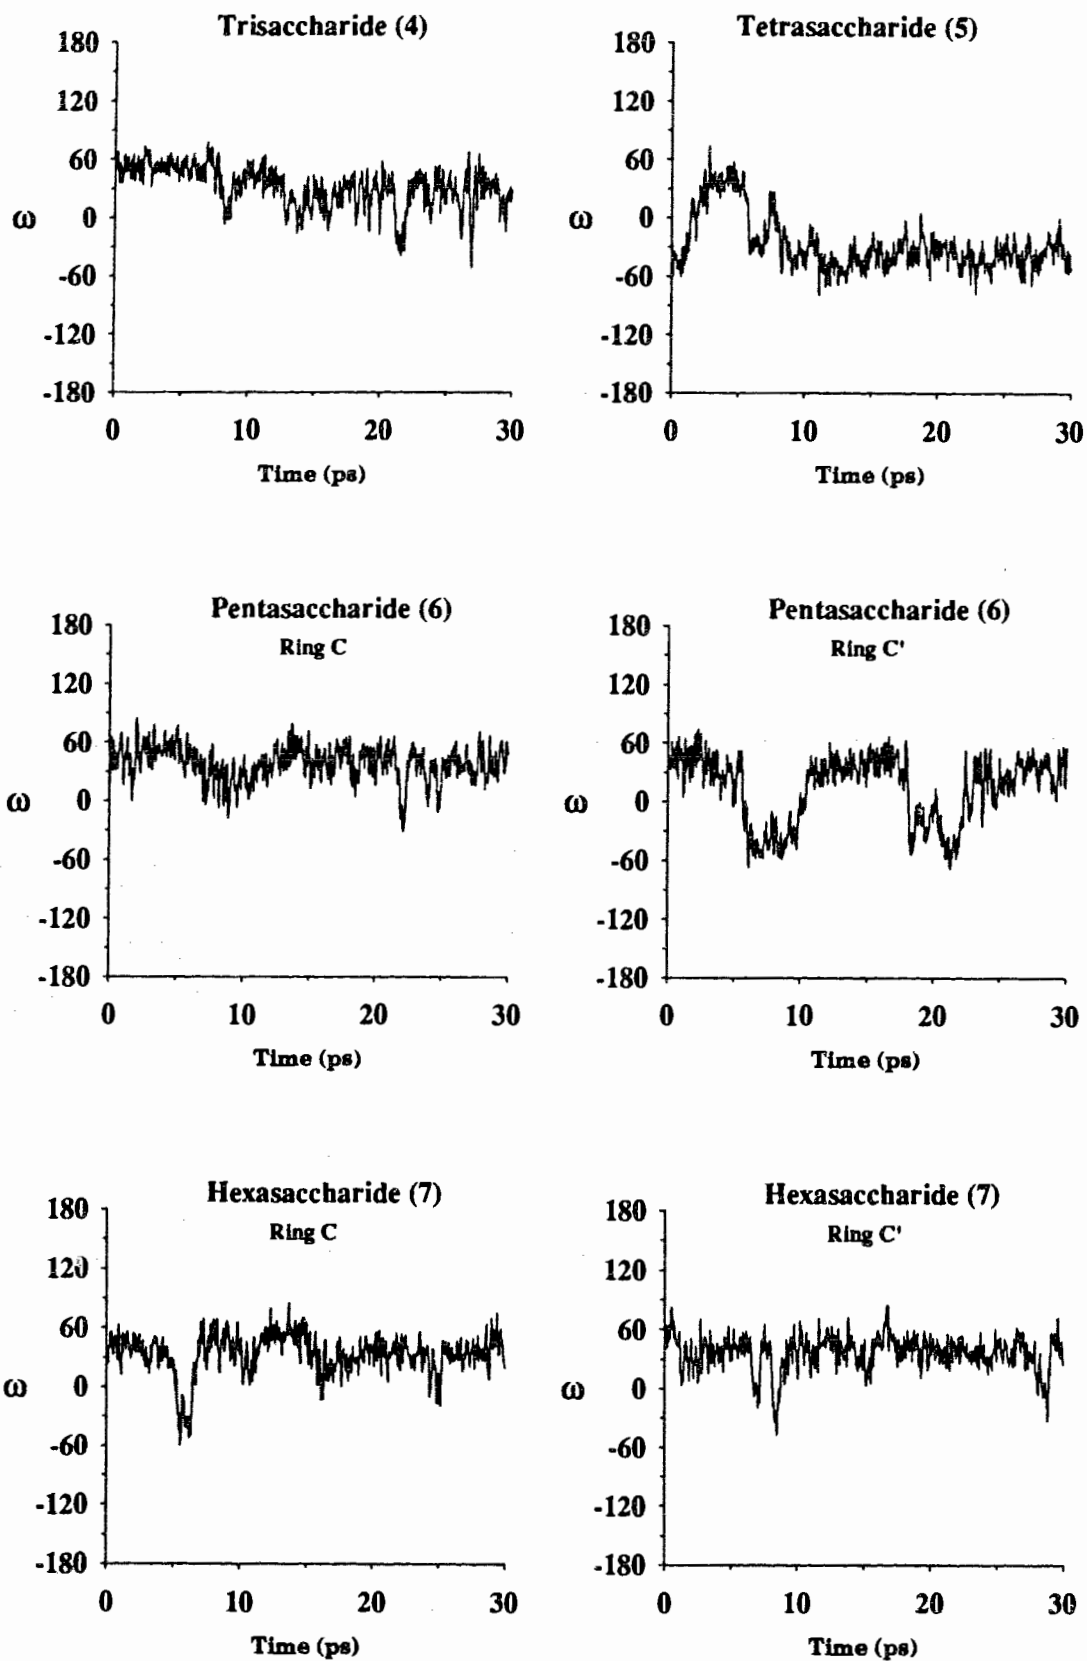 Trisaccharide (4)
180
120
60
0
-60
-120
-180
ω
0 10 20 30
Time (ps)
Tetrasaccharide (5)
180
120
60
0
-60
-120
-180
ω
0 10 20 30
Time (ps)
Pentasaccharide (6)
Ring C
180
120
60
0
-60
-120
-180
ω
0 10 20 30
Time (ps)
Pentasaccharide (6)
Ring C'
180
120
60
0
-60
-120
-180
ω
0 10 20 30
Time (ps)
Hexasaccharide (7)
Ring C
180
120
60
0
-60
-120
-180
ω
0 10 20 30
Time (ps)
Hexasaccharide (7)
Ring C'
180
120
60
0
-60
-120
-180
ω
0 10 20 30
Time (ps)